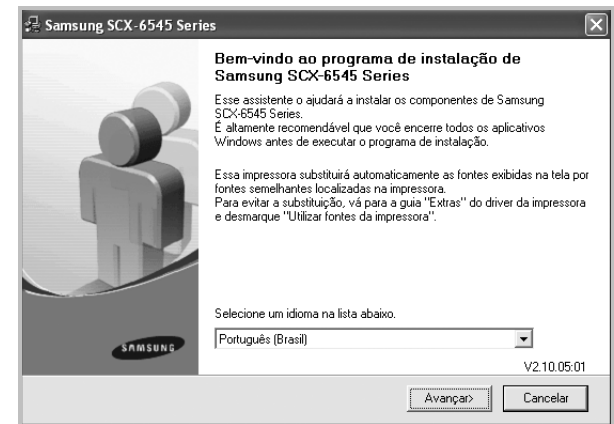 Samsung SCX-6545 Series
Bem-vindo ao programa de instalação de
Samsung SCX-6545 Series
Esse assistente o ajudará a instalar os componentes de Samsung
SCX-6545 Series.
É altamente recomendável que você encerre todos os aplicativos
Windows antes de executar o programa de instalação.
Essa impressora substituirá automaticamente as fontes exibidas na tela por
fontes semelhantes localizadas na impressora.
Para evitar a substituição, vá para a guia "Extras" do driver da impressora
e desmarque "Utilizar fontes da impressora".
Selecione um idioma na lista abaixo.
Português (Brasil)
SAMSUNG
V2.10.05:01
Avançar>
Cancelar